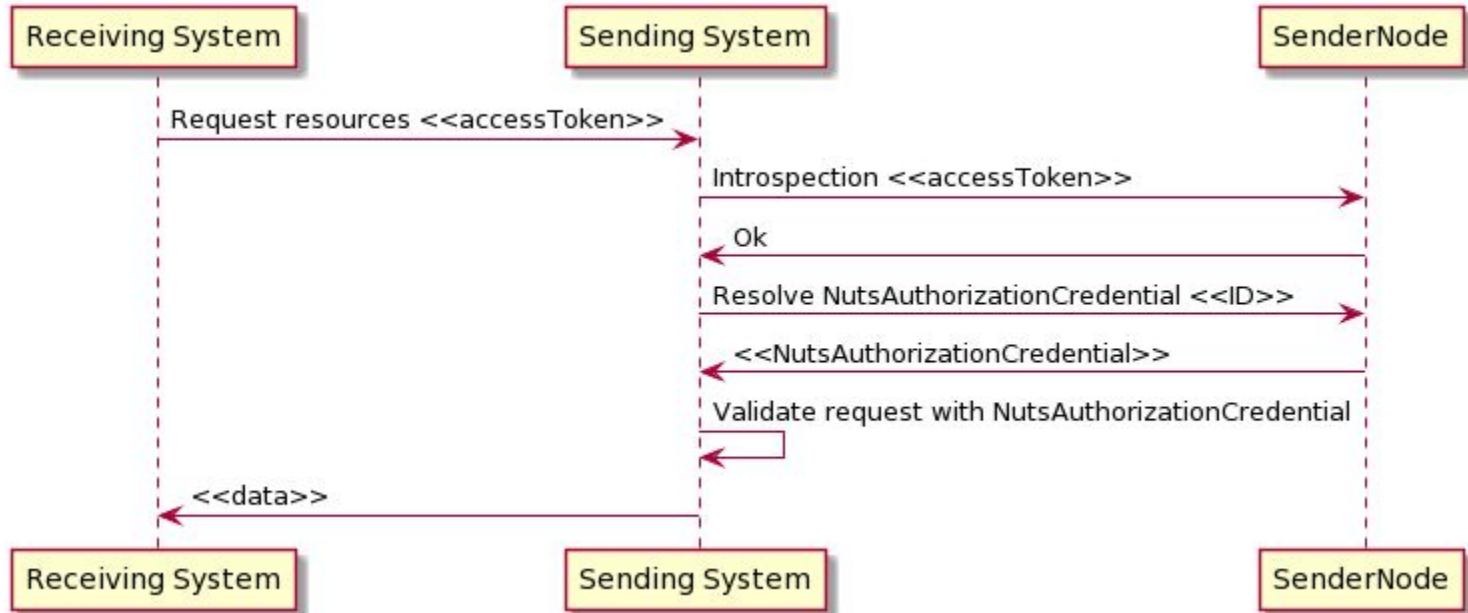 Receiving System
Sending System
SenderNode
Request resources <<accessToken>>
Introspection <<accessToken>>
Ok
Resolve NutsAuthorizationCredential <<ID>>
<<NutsAuthorizationCredential>>
Validate request with NutsAuthorizationCredential
<<data>>
Receiving System
Sending System
SenderNode